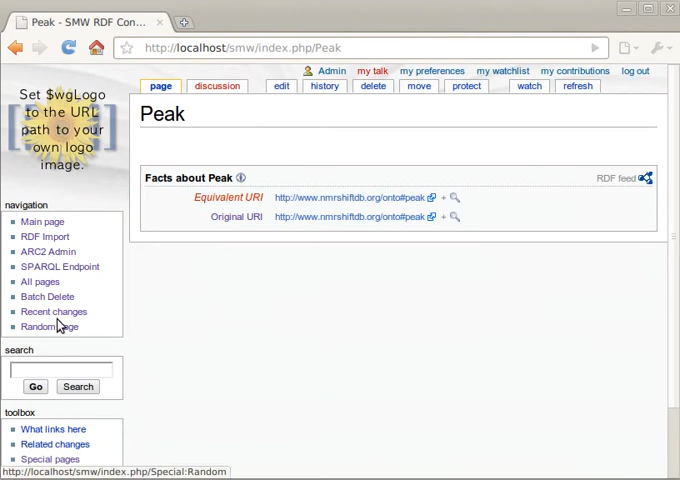 Peak - SMW RDF Con...
http://localhost/smw/index.php/Peak
Set $wgLogo
to the URL
path to your
own logo
image.
Admin my talk my preferences my watchlist my contributions log out
page discussion edit history delete move protect watch refresh
Peak
Facts about Peak
RDF feed
Equivalent URI http://www.nmrshiftdb.org/onto#peak +
Original URI http://www.nmrshiftdb.org/onto#peak +
navigation
Main page
RDF Import
ARC2 Admin
SPARQL Endpoint
All pages
Batch Delete
Recent changes
Random page
search
Go Search
toolbox
What links here
Related changes
Special pages
http://localhost/smw/index.php/Special:Random